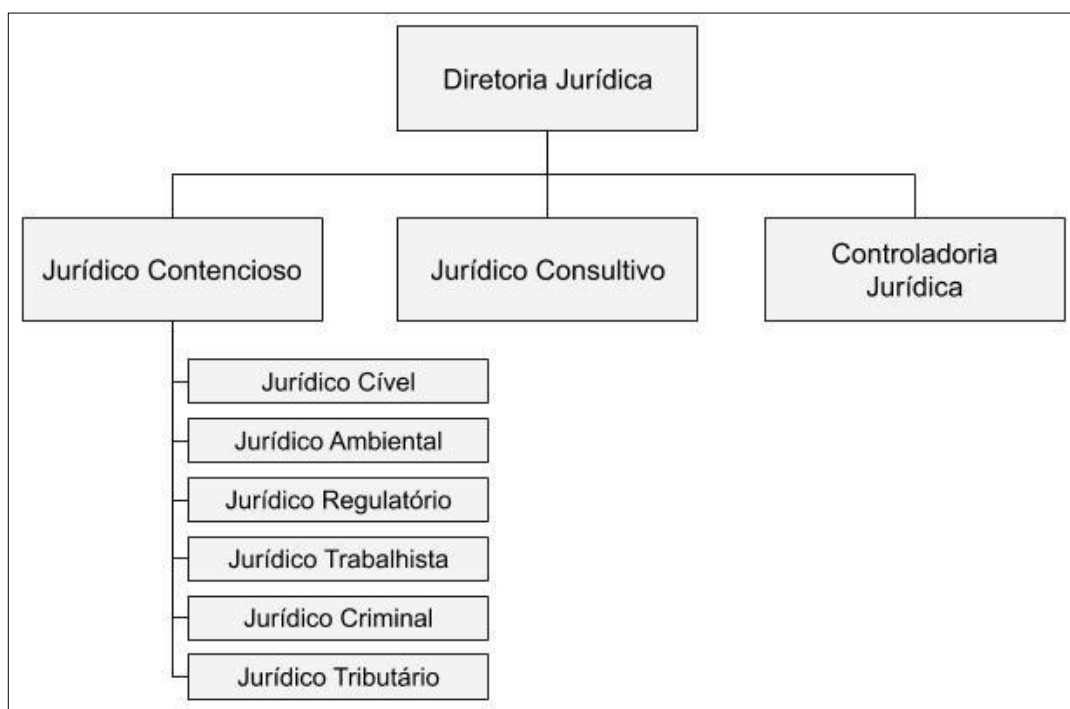 Diretoria Jurídica
Jurídico Contencioso
Jurídico Consultivo
Controladoria
Jurídica
Jurídico Cível
Jurídico Ambiental
Jurídico Regulatório
Jurídico Trabalhista
Jurídico Criminal
Jurídico Tributário